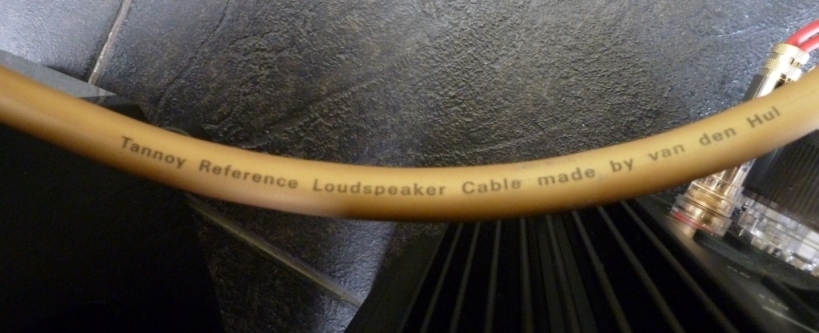 Tannoy Reference Loudspeaker Cable made by van den Hul